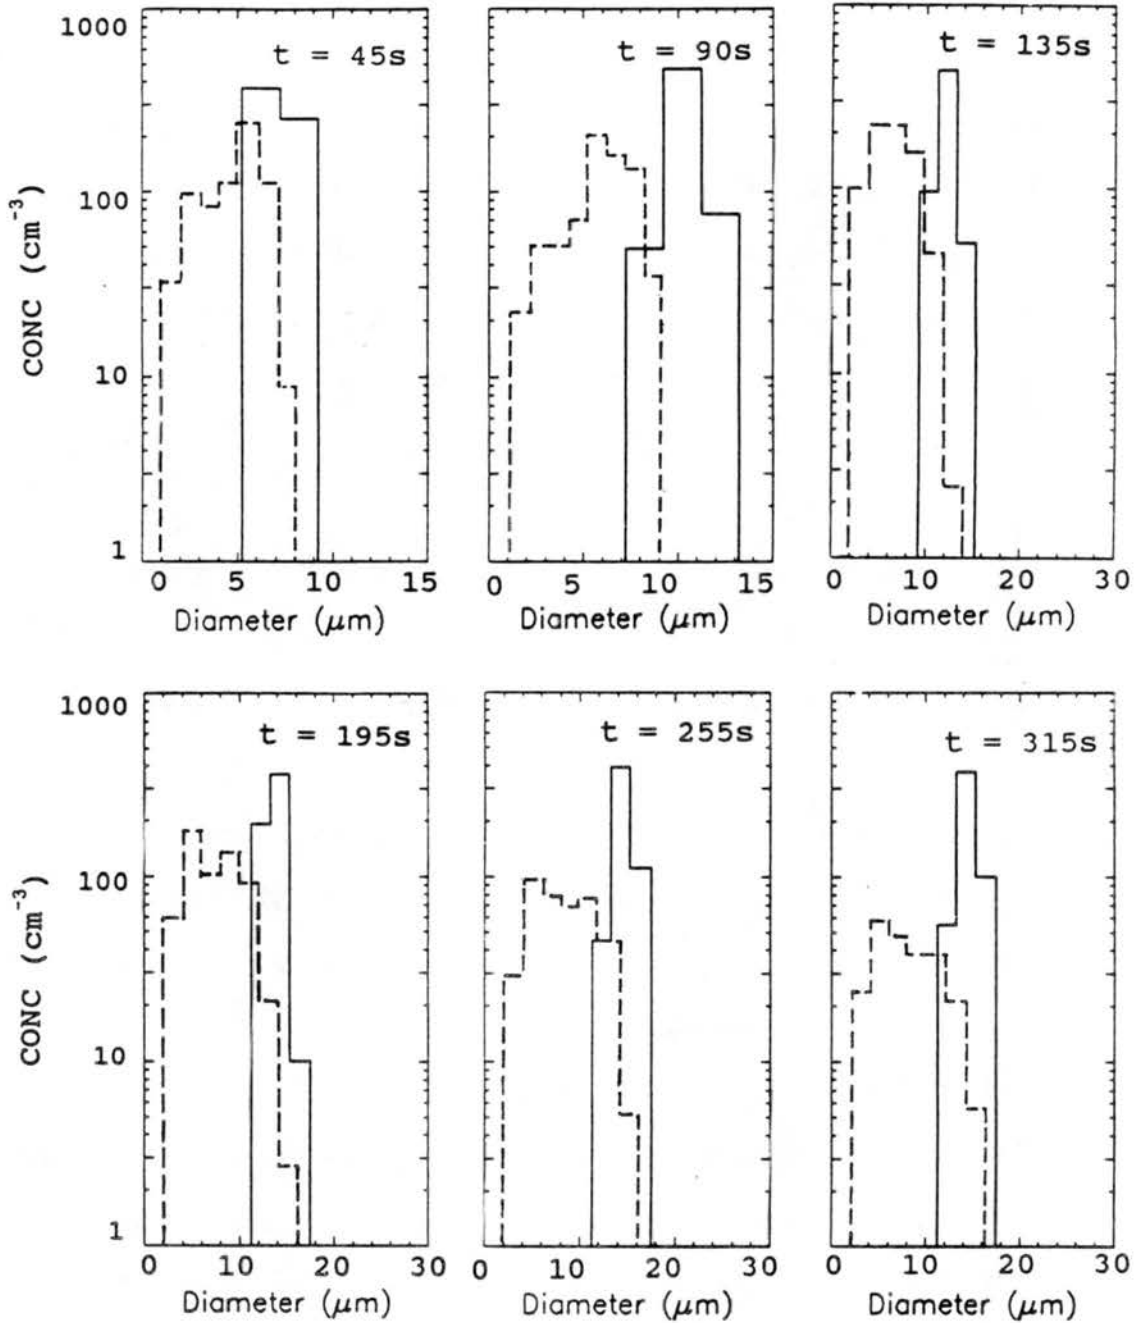 1000
100
10
1
CONC (cm⁻³)
t = 45s
0 5 10 15
Diameter (μm)
t = 90s
0 5 10 15
Diameter (μm)
t = 135s
0 10 20 30
Diameter (μm)
1000
100
10
1
CONC (cm⁻³)
t = 195s
0 10 20 30
Diameter (μm)
t = 255s
0 10 20 30
Diameter (μm)
t = 315s
0 10 20 30
Diameter (μm)